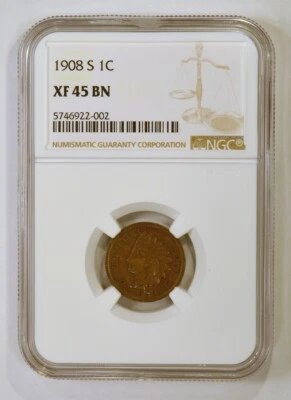 1908 S 1C
XF 45 BN
5746922-002
NUMISMATIC GUARANTY CORPORATION
NGC®